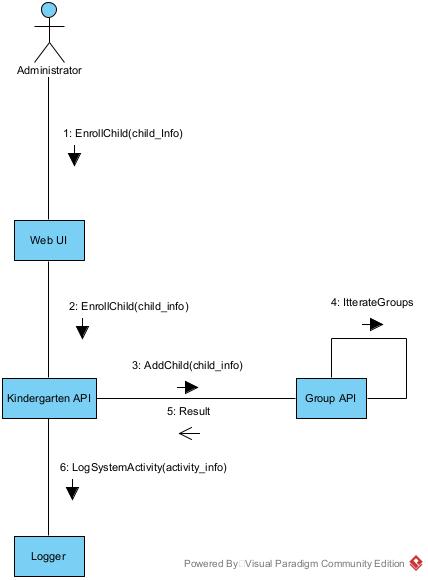 Administrator
1: EnrollChild(child_Info)
Web UI
2: EnrollChild(child_info)
4: ItterateGroups
3: AddChild(child_info)
Kindergarten API
Group API
5: Result
6: LogSystemActivity(activity_info)
Logger
Powered By Visual Paradigm Community Edition